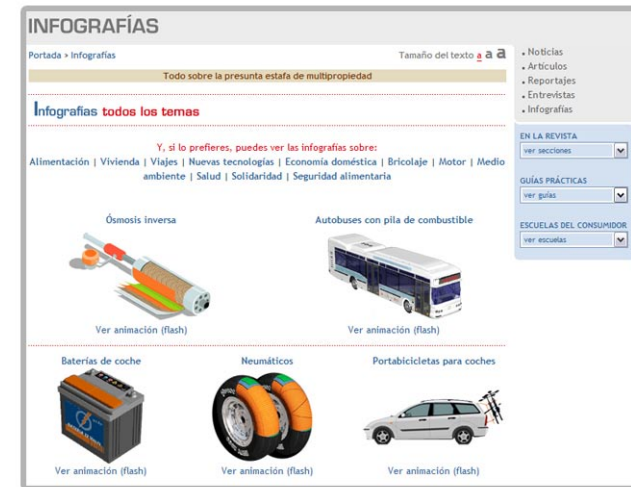 INFOGRAFÍAS
Portada » Infografías
Tamaño del texto a a a
Todo sobre la presunta estafa de multipropiedad
Infografías todos los temas
Y, si lo prefieres, puedes ver las infografías sobre:
Alimentación | Vivienda | Viajes | Nuevas tecnologías | Economía doméstica | Bricolaje | Motor | Medio
ambiente | Salud | Solidaridad | Seguridad alimentaria
Ósmosis inversa
Autobuses con pila de combustible
Ver animación (flash)
Ver animación (flash)
Baterías de coche
Neumáticos
Portabicicletas para coches
Ver animación (flash)
Ver animación (flash)
Ver animación (flash)
Noticias
Artículos
Reportajes
Entrevistas
Infografías
EN LA REVISTA
ver secciones
GUÍAS PRÁCTICAS
ver guías
ESCUELAS DEL CONSUMIDOR
ver escuelas